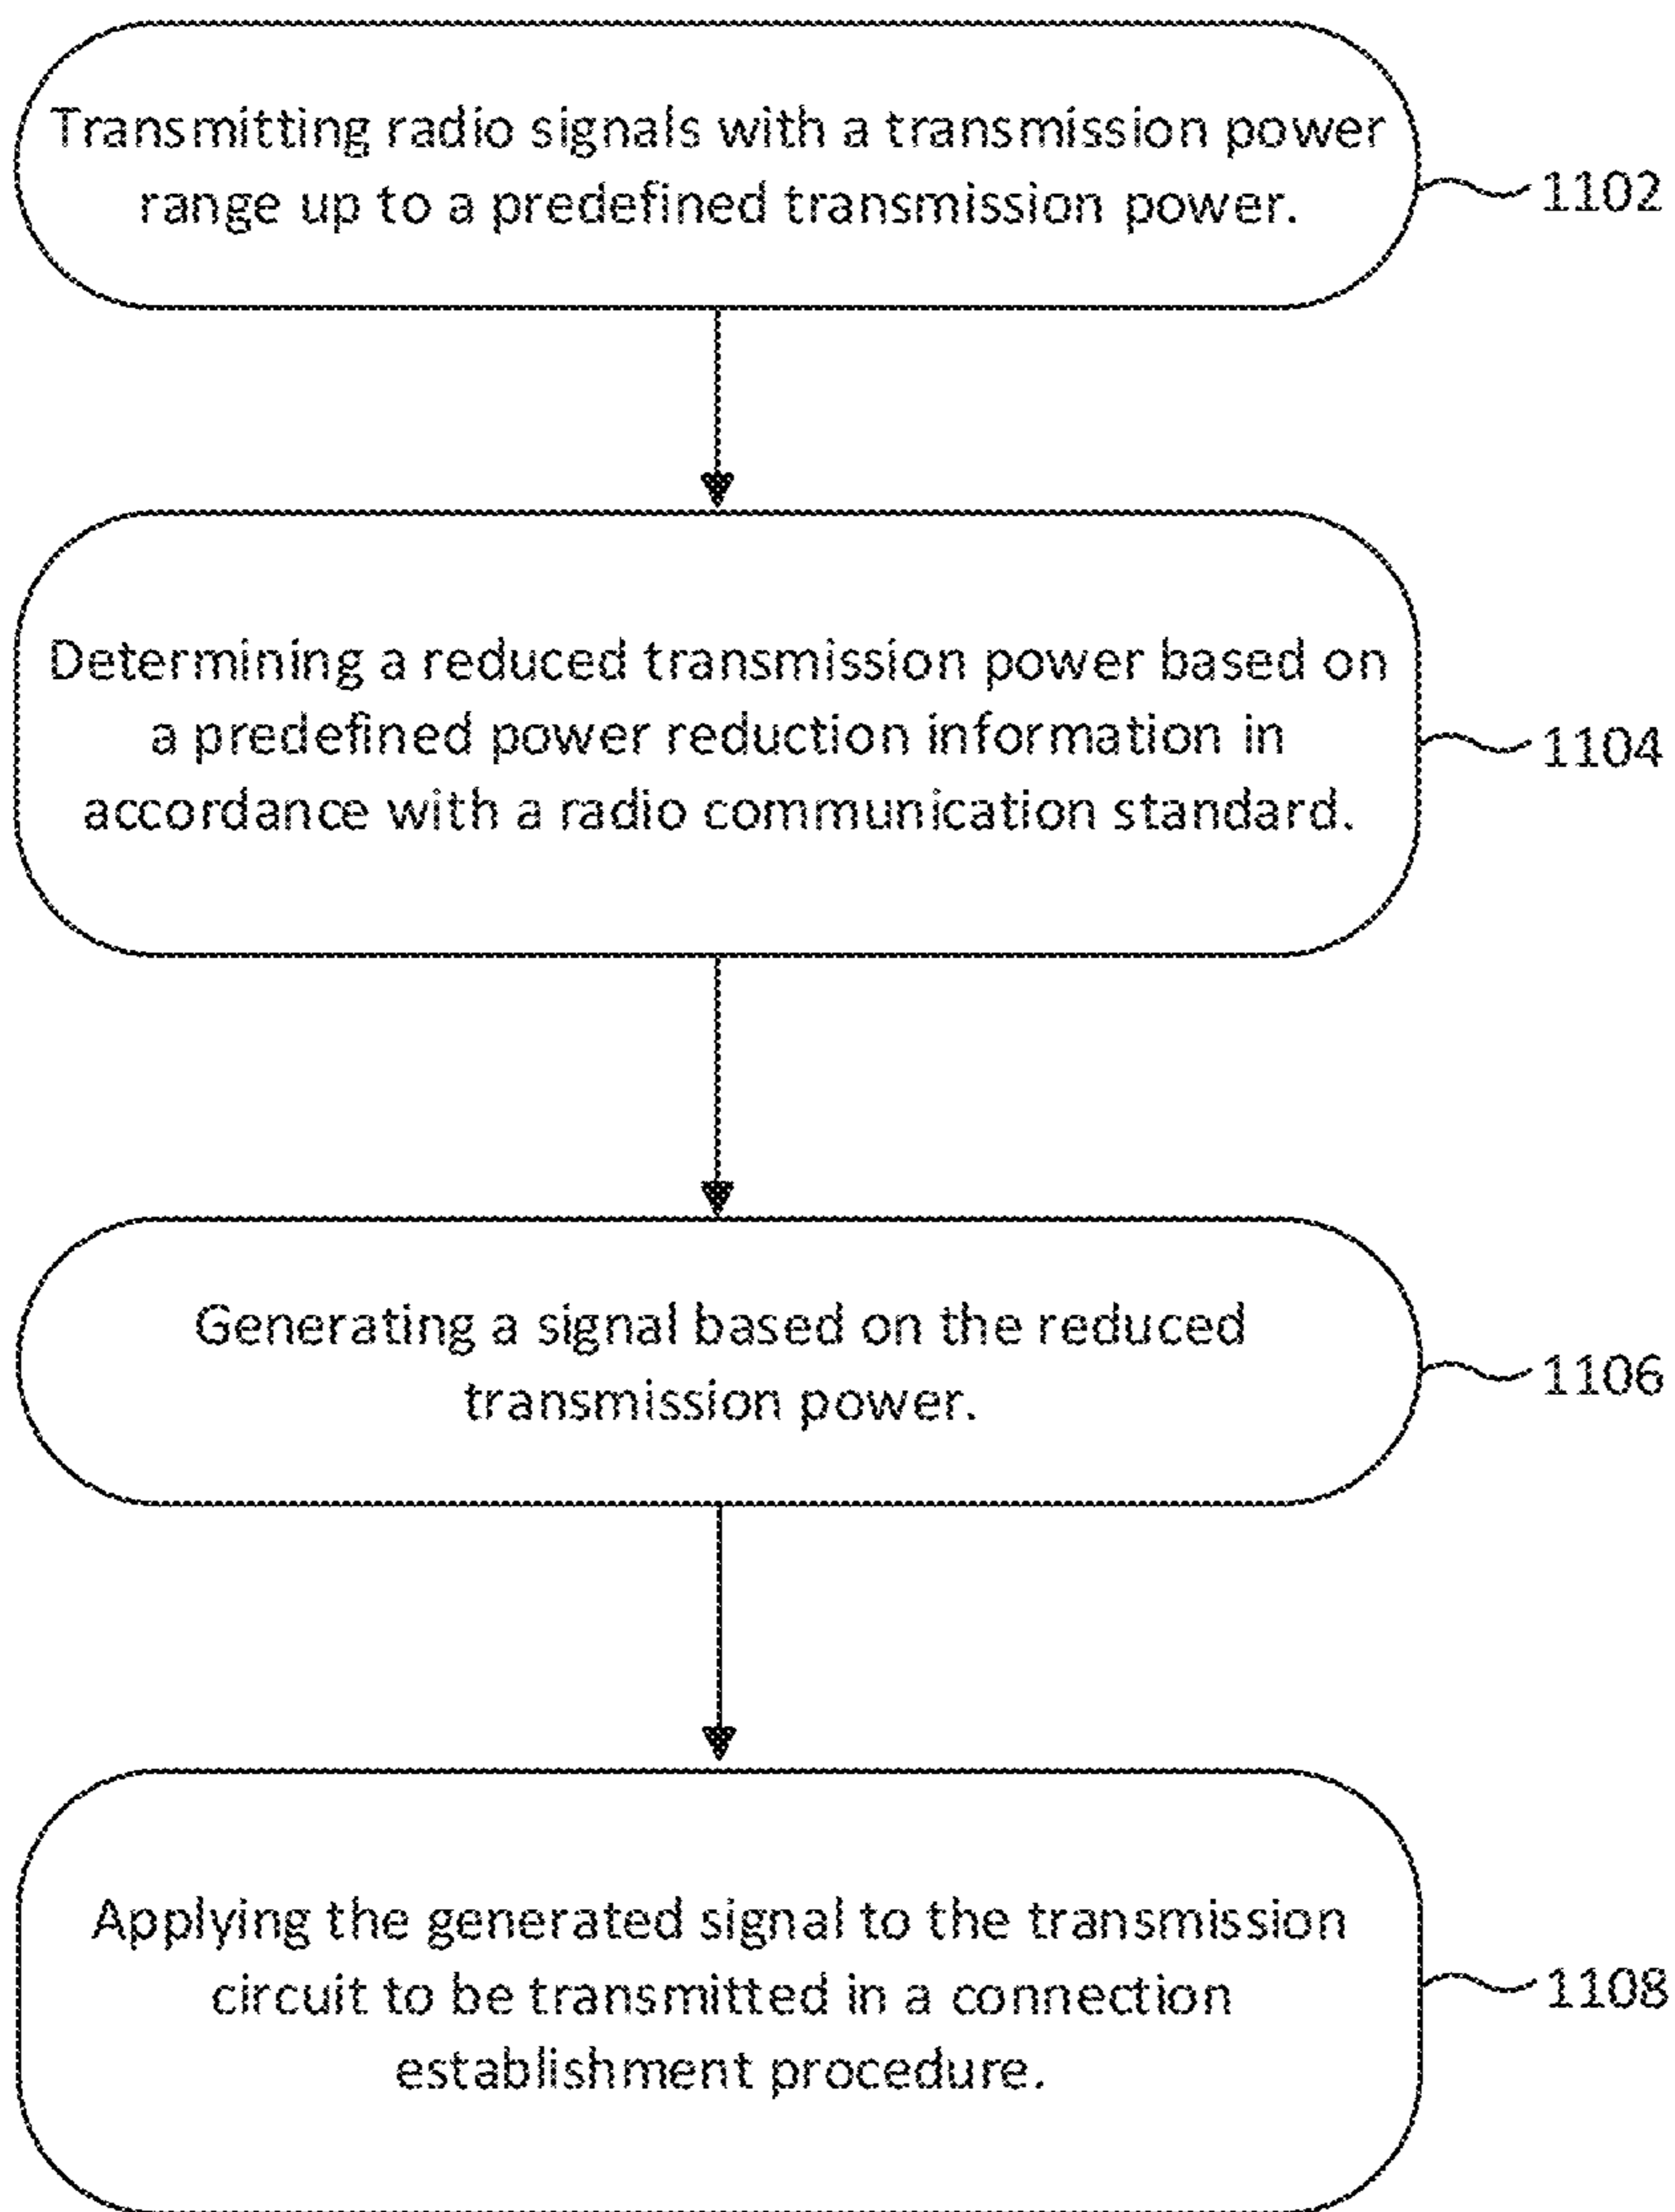 Transmitting radio signals with a transmission power
range up to a predefined transmission power.
1102
Determining a reduced transmission power based on
a predefined power reduction information in
accordance with a radio communication standard.
1104
Generating a signal based on the reduced
transmission power.
1106
Applying the generated signal to the transmission
circuit to be transmitted in a connection
establishment procedure.
1108